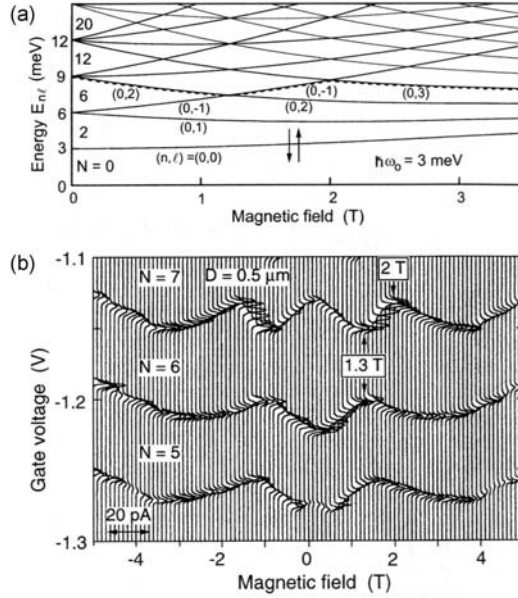 (a)
20
15
12
12
9
6
6
2
3
N = 0
0
Energy Eₙℓ (meV)
(0,2)
(0,-1)
(0,-1)
(0,2)
(0,3)
(0,1)
(n,ℓ) =(0,0)
ℏω₀ = 3 meV
0
1
2
3
Magnetic field (T)
(b)
-1.1
N = 7
D = 0.5 μm
2 T
1.3 T
N = 6
-1.2
N = 5
20 pA
-1.3
Gate voltage (V)
-4
-2
0
2
4
Magnetic field (T)